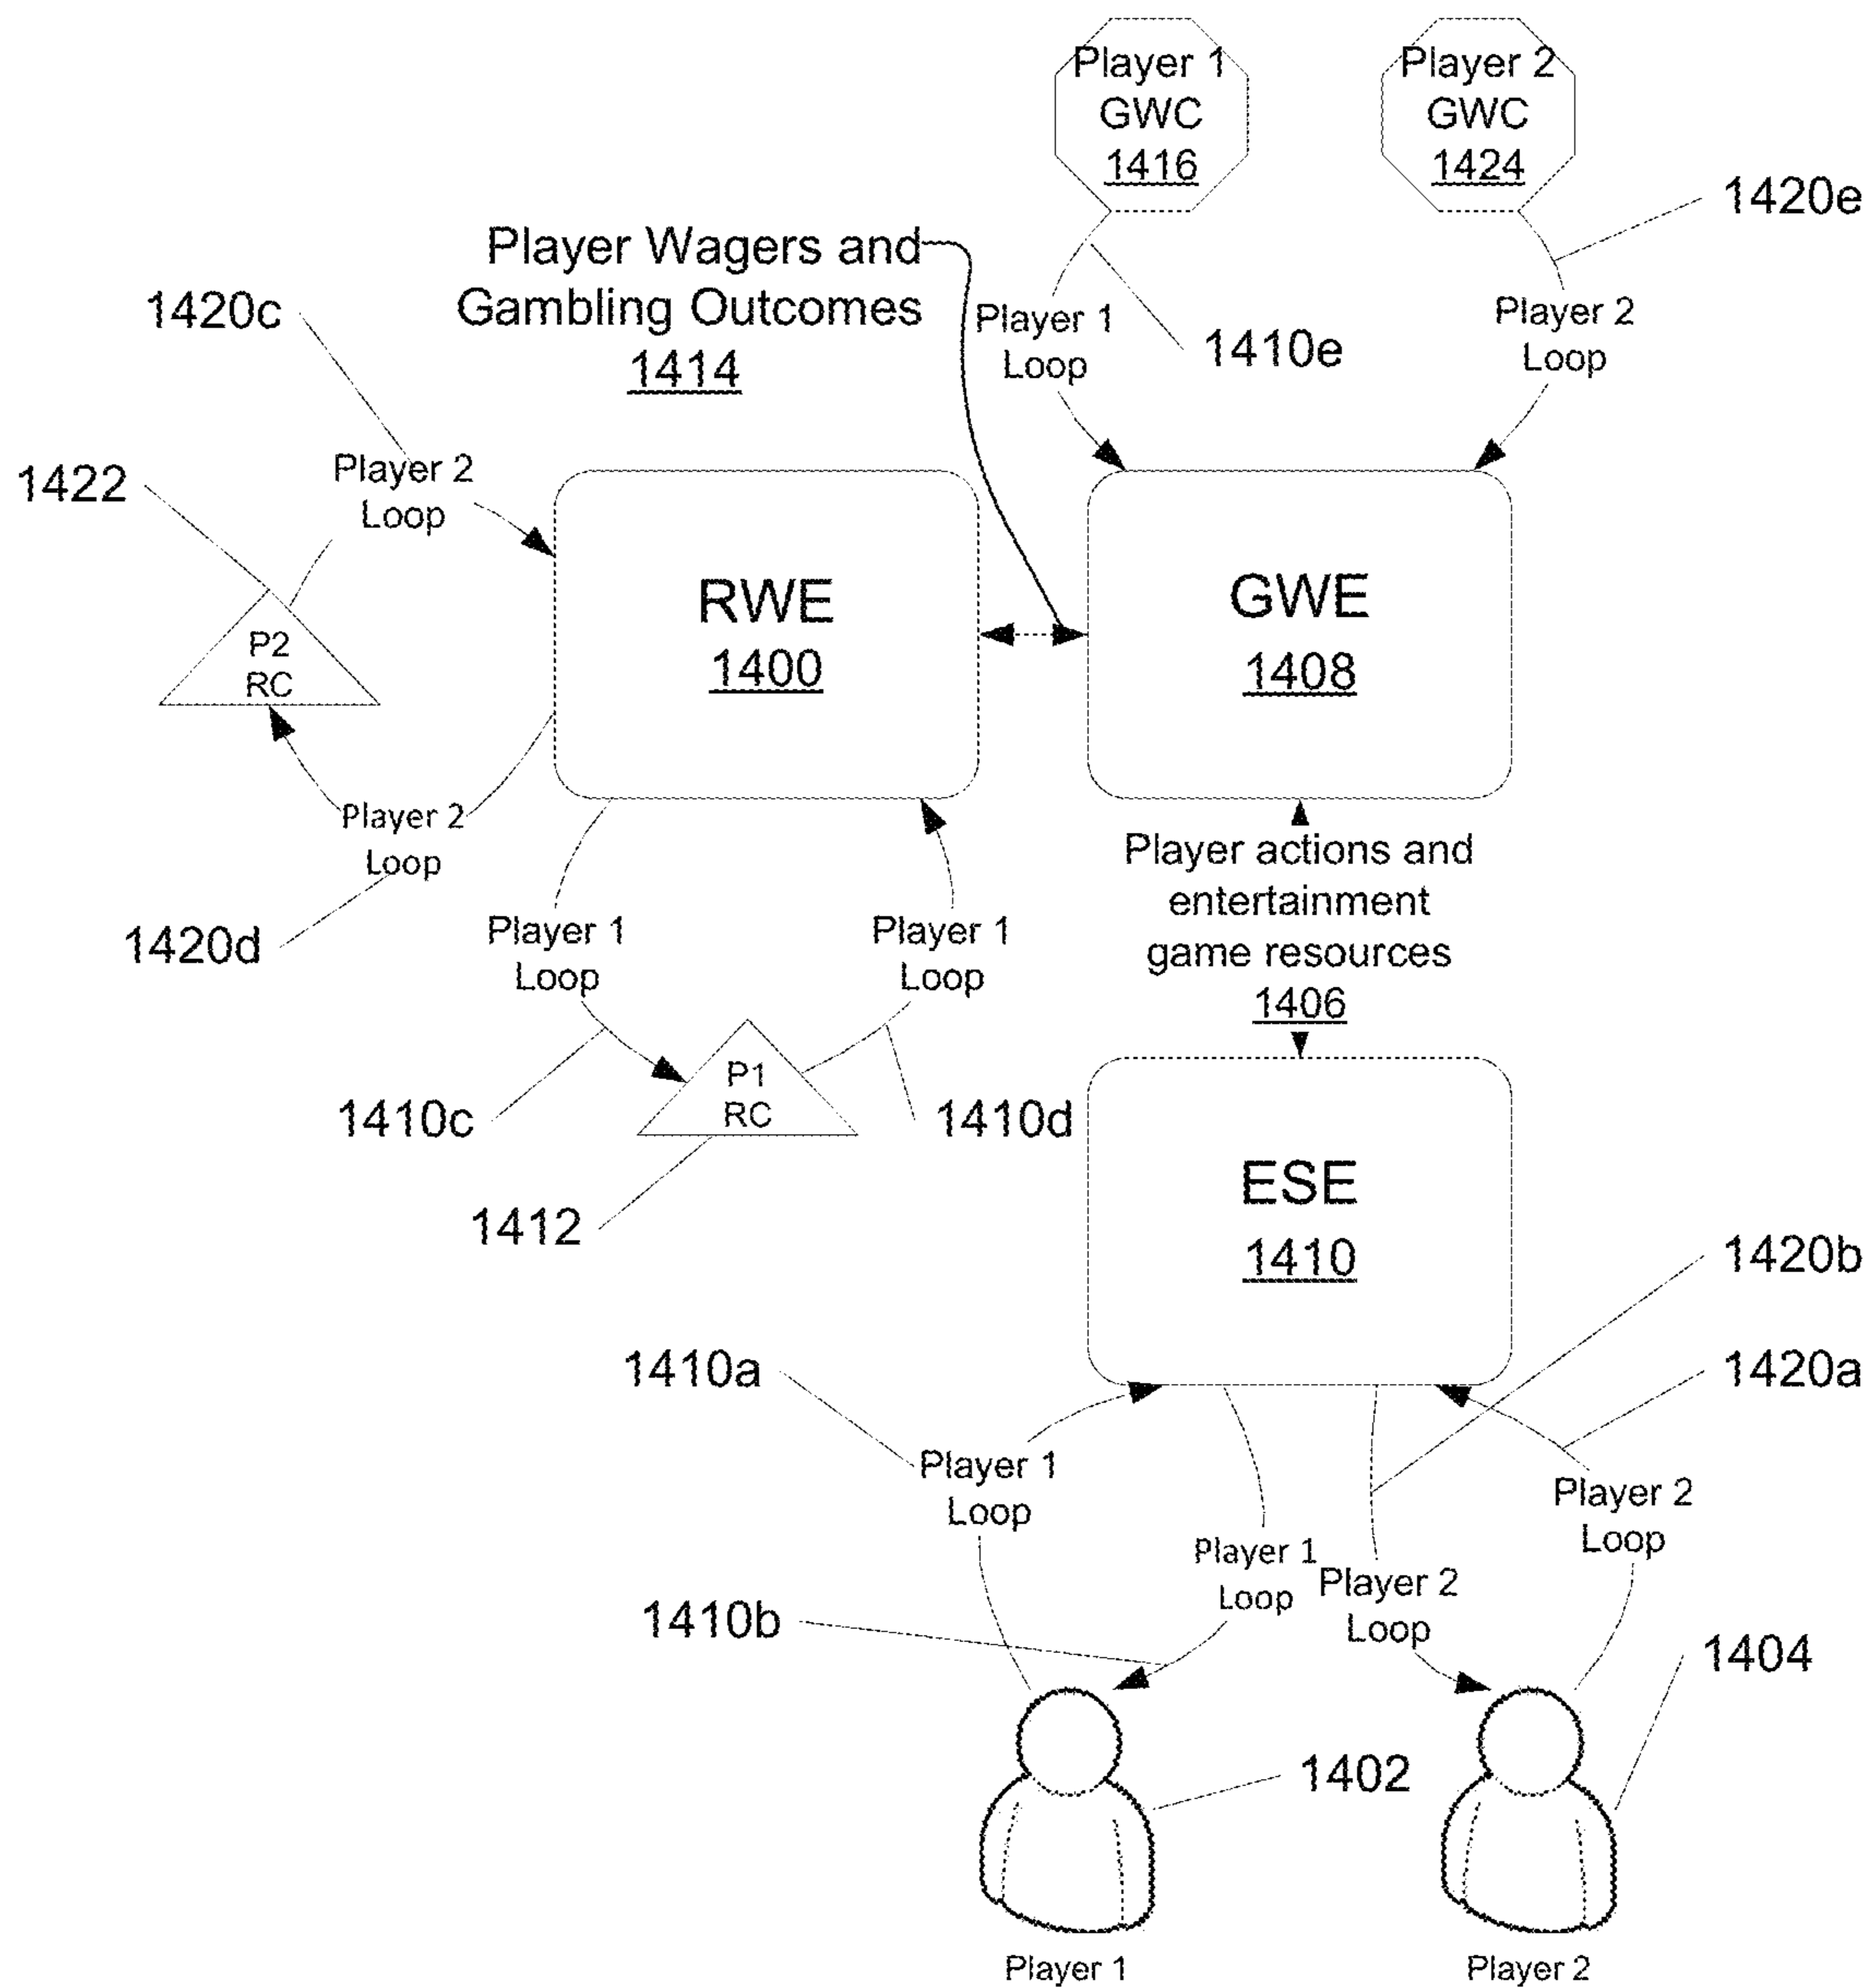 Player 1
GWC
1416
Player 2
GWC
1424
1420e
Player Wagers and
Gambling Outcomes
1414
1420c
Player 1
Loop
1410e
Player 2
Loop
1422
Player 2
Loop
RWE
1400
GWE
1408
P2
RC
Player 2
Loop
1420d
Player 1
Loop
Player 1
Loop
Player actions and
entertainment
game resources
1406
P1
RC
1410c
1410d
1412
ESE
1410
1420b
1410a
1420a
Player 1
Loop
Player 2
Loop
Player 1
Loop
Player 2
Loop
1410b
1404
1402
Player 1
Player 2